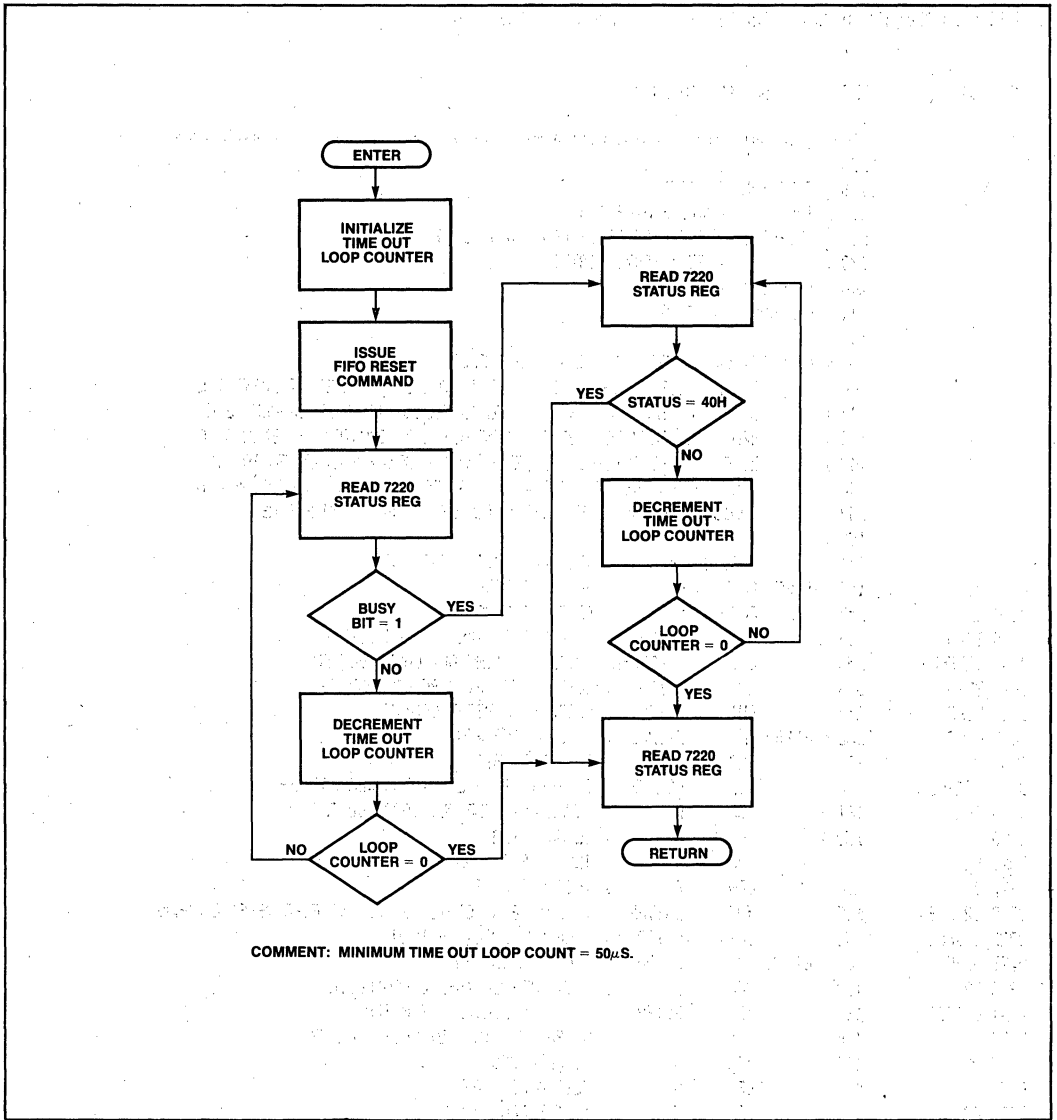 ENTER
INITIALIZE
TIME OUT
LOOP COUNTER
ISSUE
FIFO RESET
COMMAND
READ 7220
STATUS REG
BUSY
BIT = 1
YES
NO
DECREMENT
TIME OUT
LOOP COUNTER
LOOP
COUNTER = 0
NO
YES
READ 7220
STATUS REG
STATUS = 40H
YES
NO
DECREMENT
TIME OUT
LOOP COUNTER
LOOP
COUNTER = 0
NO
YES
READ 7220
STATUS REG
RETURN
COMMENT: MINIMUM TIME OUT LOOP COUNT = 50μS.